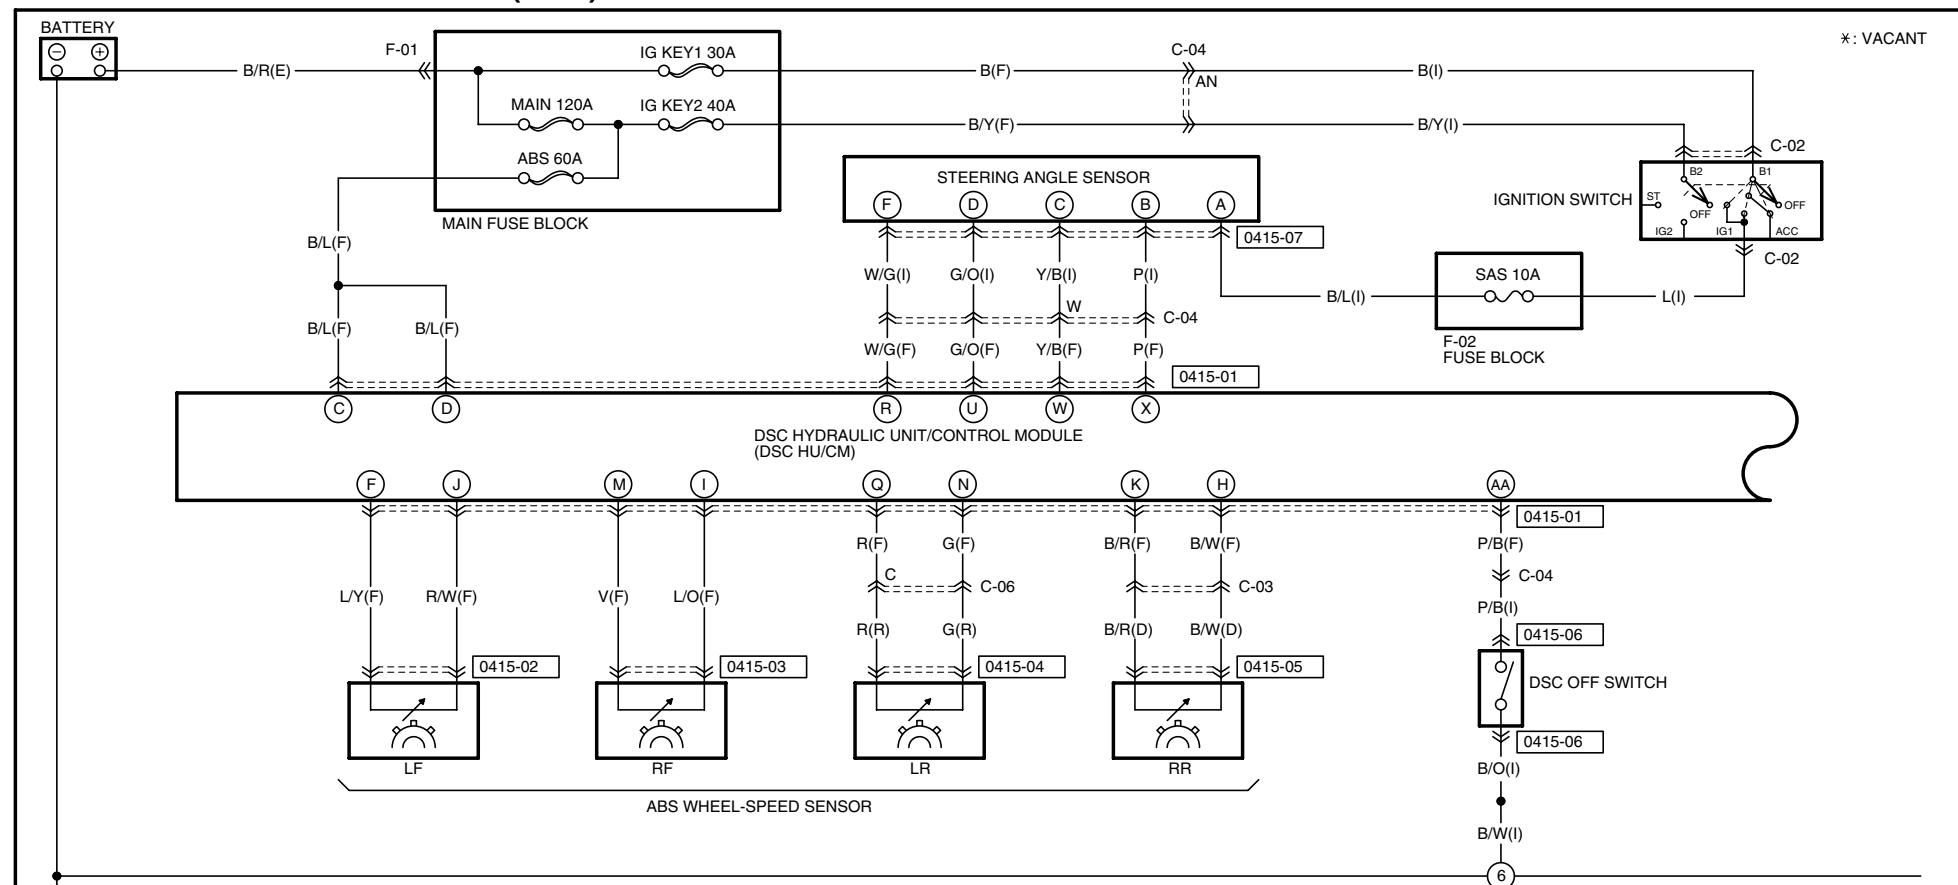 BATTERY
− +
B/R(E)
F-01
IG KEY1 30A
MAIN 120A
IG KEY2 40A
ABS 60A
MAIN FUSE BLOCK
B(F)
C-04
AN
B(I)
B/Y(F)
B/Y(I)
*: VACANT
C-02
B2
B1
IGNITION SWITCH
ST
OFF
OFF
IG2
IG1
ACC
C-02
STEERING ANGLE SENSOR
F D C B A
0415-07
B/L(F)
W/G(I)
G/O(I)
Y/B(I)
P(I)
B/L(I)
SAS 10A
L(I)
F-02
FUSE BLOCK
W
C-04
B/L(F)
B/L(F)
W/G(F)
G/O(F)
Y/B(F)
P(F)
0415-01
C D R U W X
DSC HYDRAULIC UNIT/CONTROL MODULE
(DSC HU/CM)
F J M I Q N K H AA
0415-01
R(F)
G(F)
B/R(F)
B/W(F)
P/B(F)
C
C-06
C-03
C-04
L/Y(F)
R/W(F)
V(F)
L/O(F)
P/B(I)
R(R)
G(R)
B/R(D)
B/W(D)
0415-06
0415-02
0415-03
0415-04
0415-05
DSC OFF SWITCH
0415-06
LF
RF
LR
RR
B/O(I)
ABS WHEEL-SPEED SENSOR
B/W(I)
6